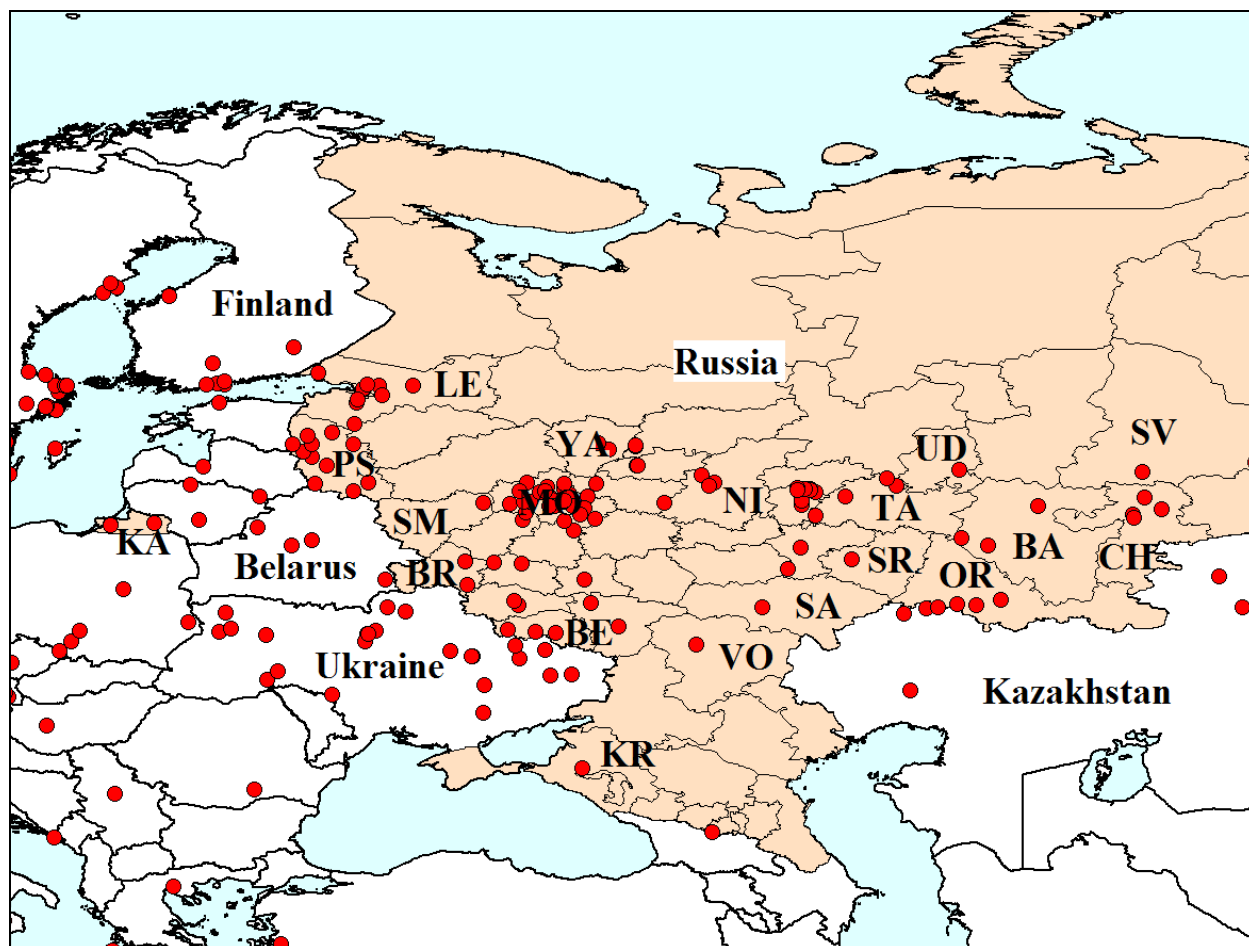 Finland
Russia
LE
YA
UD
SV
PS
MO
NI
TA
SM
KA
BA
CH
Belarus
BR
SR
OR
SA
BE
VO
Ukraine
Kazakhstan
KR